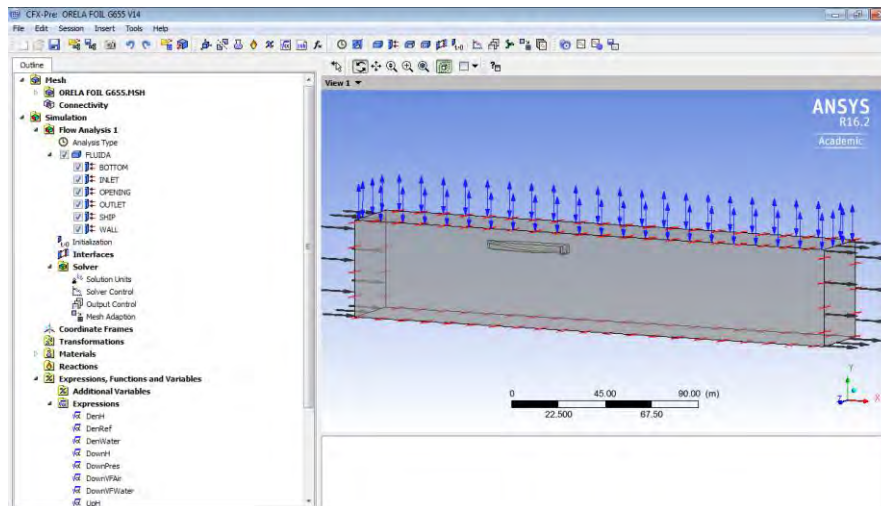 CFX-Pre: ORELA FOIL G655 V14
File Edit Session Insert Tools Help
Outline
Mesh
ORELA FOIL G655.MSH
Connectivity
Simulation
Flow Analysis 1
Analysis Type
FLUIDA
BOTTOM
INLET
OPENING
OUTLET
SHIP
WALL
Initialization
Interfaces
Solver
Solution Units
Solver Control
Output Control
Mesh Adaption
Coordinate Frames
Transformations
Materials
Reactions
Expressions, Functions and Variables
Additional Variables
Expressions
DenH
DenRef
DenWater
DownH
DownPres
DownVFAir
DownVFWater
UpH
View 1
ANSYS
R16.2
Academic
0 45.00 90.00 (m)
22.500 67.50
Y
Z X